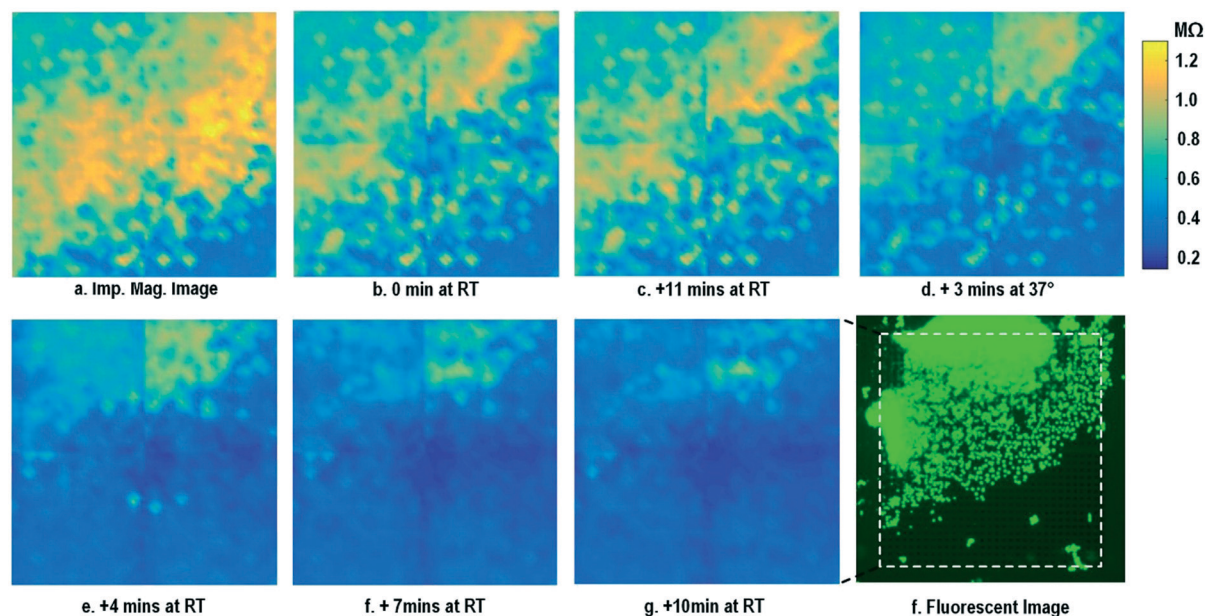 MΩ
1.2
1.0
0.8
0.6
0.4
0.2
a. Imp. Mag. Image
b. 0 min at RT
c. +11 mins at RT
d. + 3 mins at 37°
e. +4 mins at RT
f. + 7mins at RT
g. +10min at RT
f. Fluorescent Image